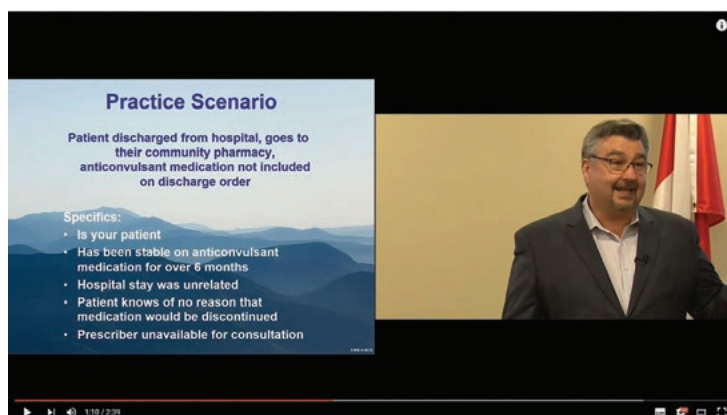 Practice Scenario
Patient discharged from hospital, goes to
their community pharmacy,
anticonvulsant medication not included
on discharge order
Specifics:
• Is your patient
• Has been stable on anticonvulsant
medication for over 6 months
• Hospital stay was unrelated
• Patient knows of no reason that
medication would be discontinued
• Prescriber unavailable for consultation
1:10 / 2:39